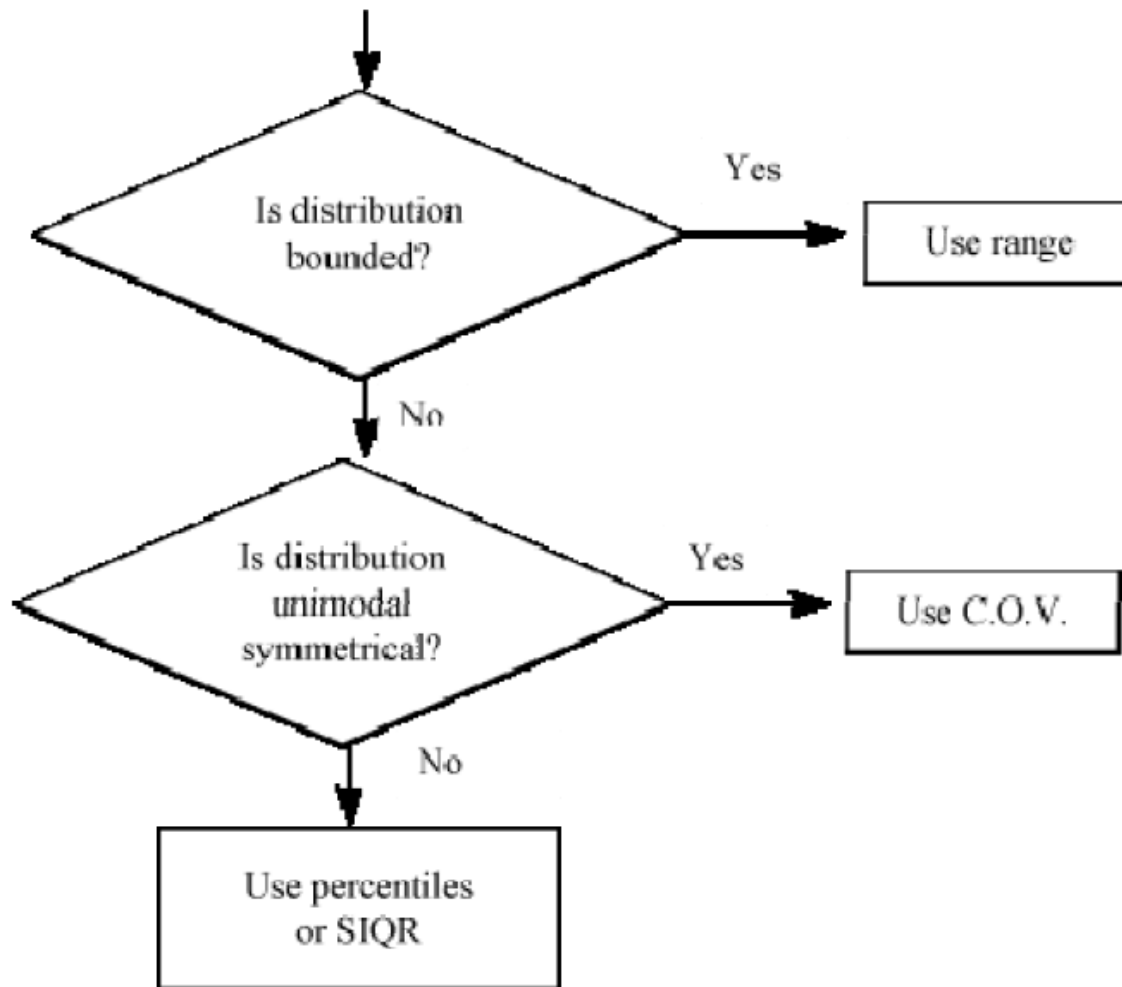 Is distribution
bounded?
Yes
Use range
No
Is distribution
unimodal
symmetrical?
Yes
Use C.O.V.
No
Use percentiles
or SIQR